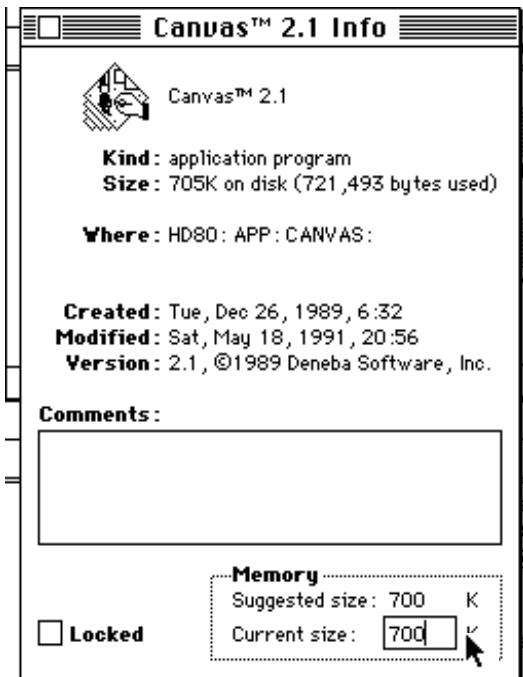 Canvas™ 2.1 Info
Canvas™ 2.1
Kind: application program
Size: 705K on disk (721,493 bytes used)
Where: HD80: APP: CANVAS:
Created: Tue, Dec 26, 1989, 6:32
Modified: Sat, May 18, 1991, 20:56
Version: 2.1, ©1989 Deneba Software, Inc.
Comments:
Memory
Suggested size: 700 K
Locked Current size: 700 K